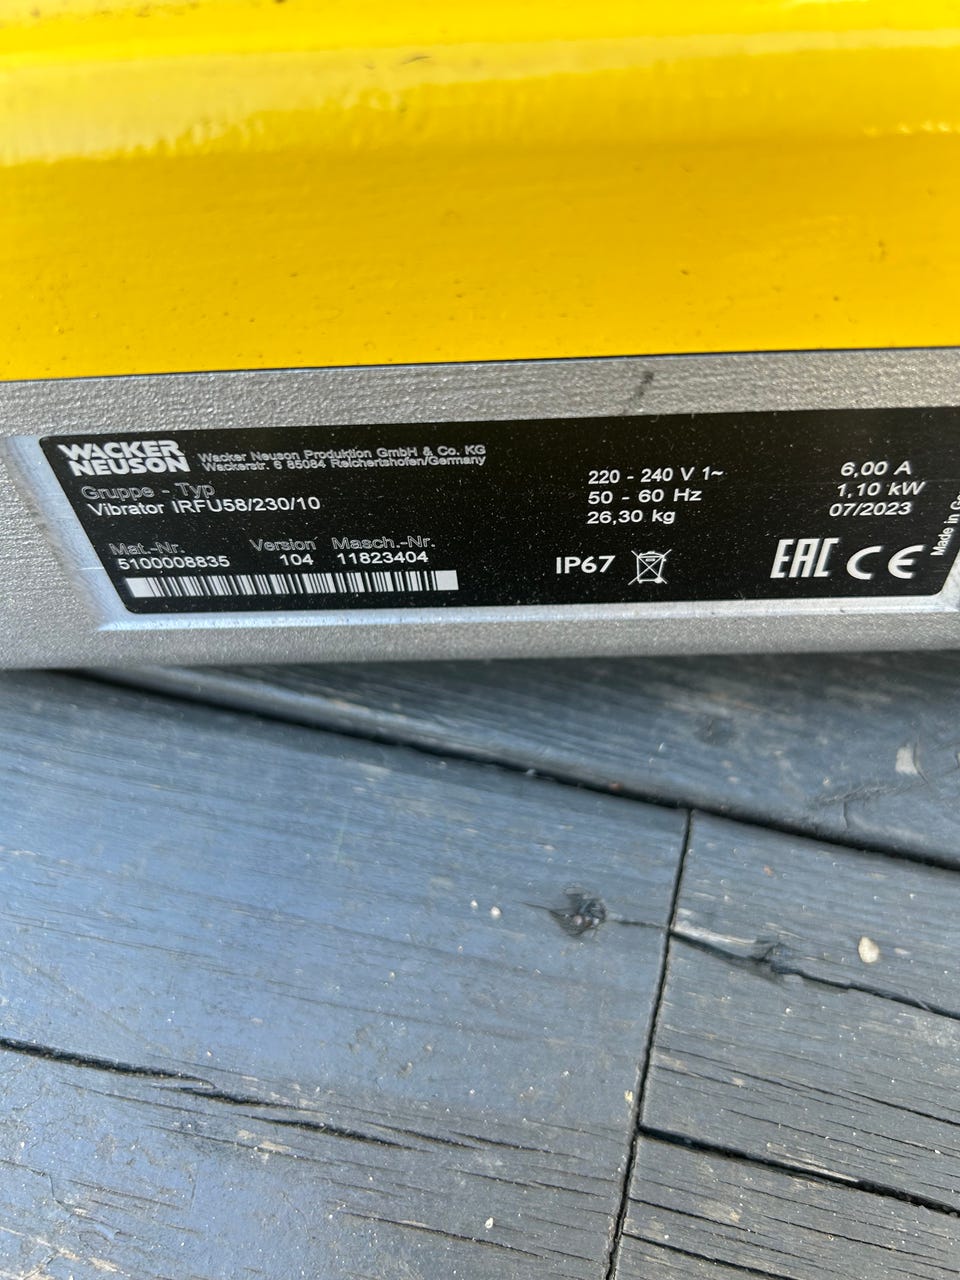 WACKER
NEUSON
Wacker Neuson Produktion GmbH & Co. KG
Wackerstr. 6 85084 Reichertshofen/Germany
Gruppe - Typ
Vibrator IRFU58/230/10
Mat.-Nr. Version Masch.-Nr.
5100008835 104 11823404
220 - 240 V 1~ 6,00 A
50 - 60 Hz 1,10 kW
26,30 kg 07/2023
IP67 EAC CE
Made in